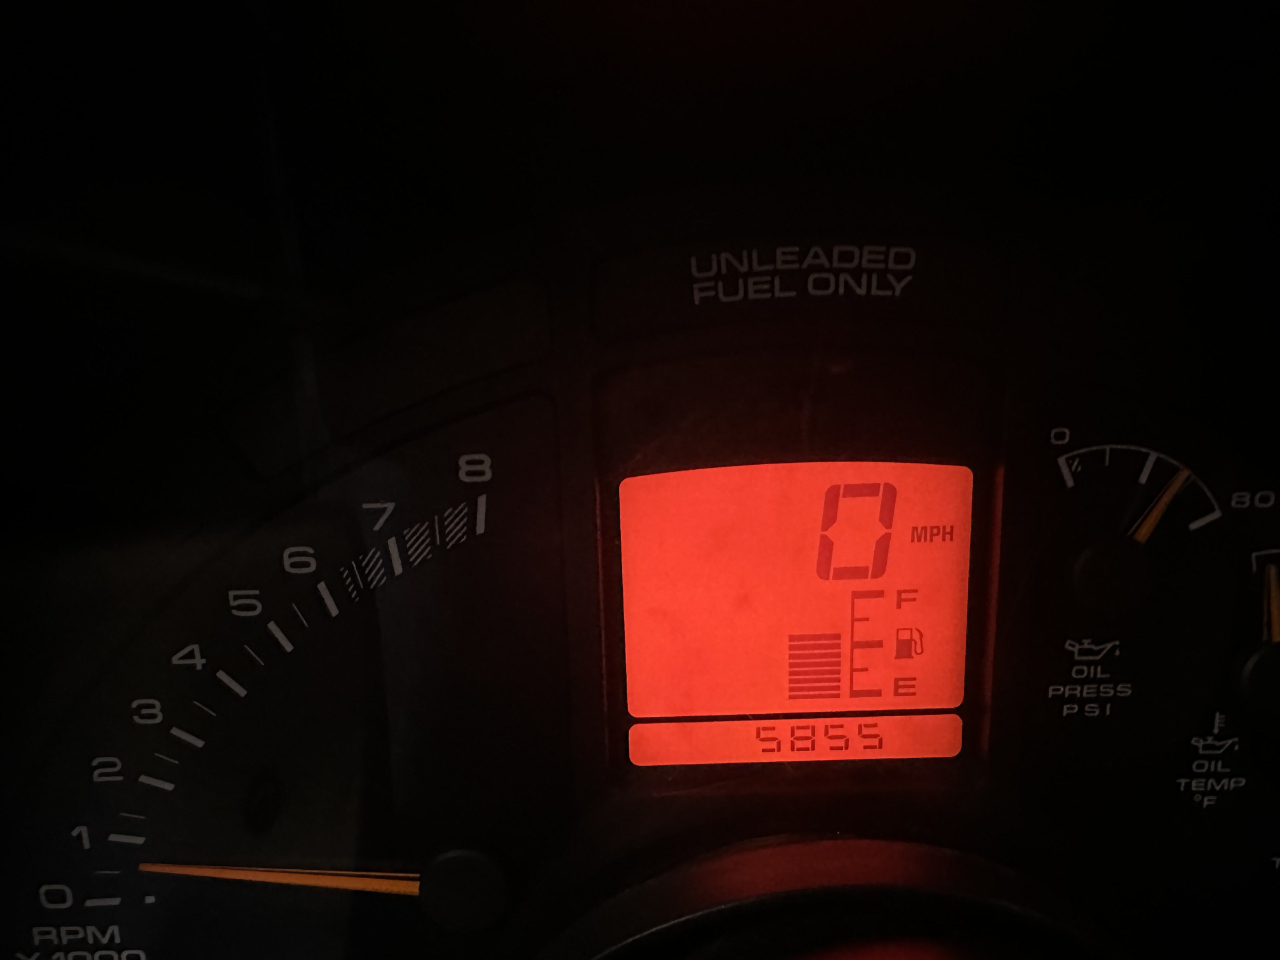 UNLEADED
FUEL ONLY
8
7
6
5
4
3
2
1
0
RPM
X 1000
0 MPH
F
E
5855
0
80
OIL
PRESS
PSI
OIL
TEMP
°F